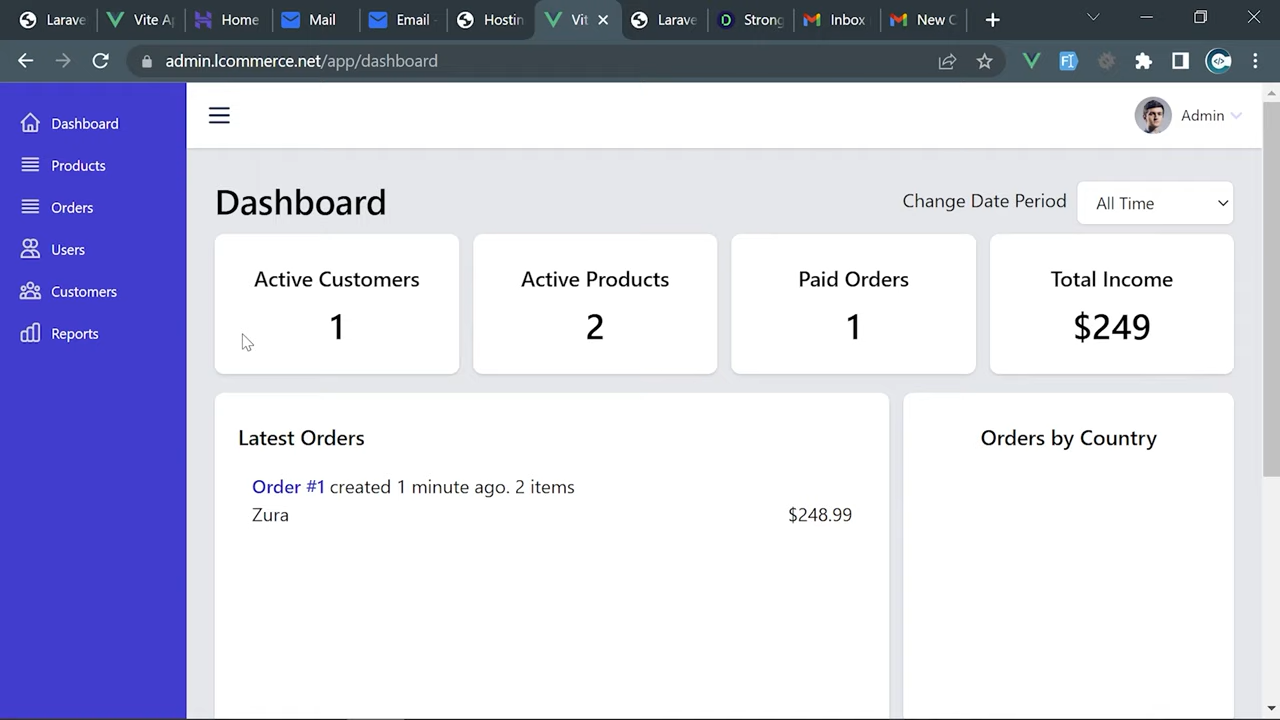 Larave
Vite Ap
Home
Mail
Email -
Hosting
Vit
Larave
Strong
Inbox
New C
admin.lcommerce.net/app/dashboard
Dashboard
Products
Orders
Users
Customers
Reports
Admin
Dashboard
Change Date Period
All Time
Active Customers
1
Active Products
2
Paid Orders
1
Total Income
$249
Latest Orders
Order #1 created 1 minute ago. 2 items
Zura
$248.99
Orders by Country